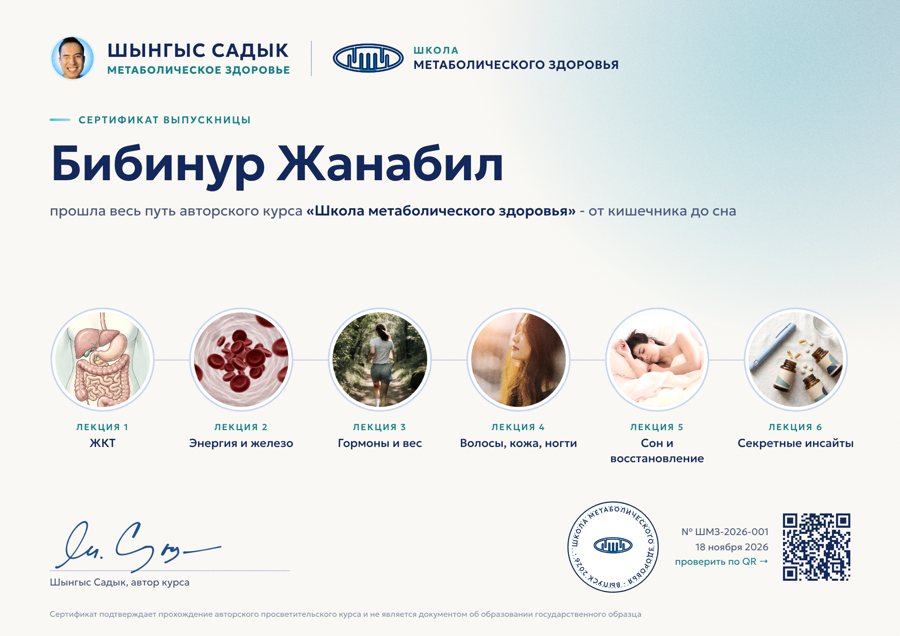 ШЫНГЫС САДЫК
МЕТАБОЛИЧЕСКОЕ ЗДОРОВЬЕ
ШКОЛА
МЕТАБОЛИЧЕСКОГО ЗДОРОВЬЯ
СЕРТИФИКАТ ВЫПУСКНИЦЫ
Бибинур Жанабил
прошла весь путь авторского курса «Школа метаболического здоровья» - от кишечника до сна
ЛЕКЦИЯ 1
ЖКТ
ЛЕКЦИЯ 2
Энергия и железо
ЛЕКЦИЯ 3
Гормоны и вес
ЛЕКЦИЯ 4
Волосы, кожа, ногти
ЛЕКЦИЯ 5
Сон и
восстановление
ЛЕКЦИЯ 6
Секретные инсайты
Шынгыс Садык, автор курса
ШКОЛА МЕТАБОЛИЧЕСКОГО ЗДОРОВЬЯ · ВЫПУСК 2026 ·
№ ШМЗ-2026-001
18 ноября 2026
проверить по QR →
Сертификат подтверждает прохождение авторского просветительского курса и не является документом об образовании государственного образца